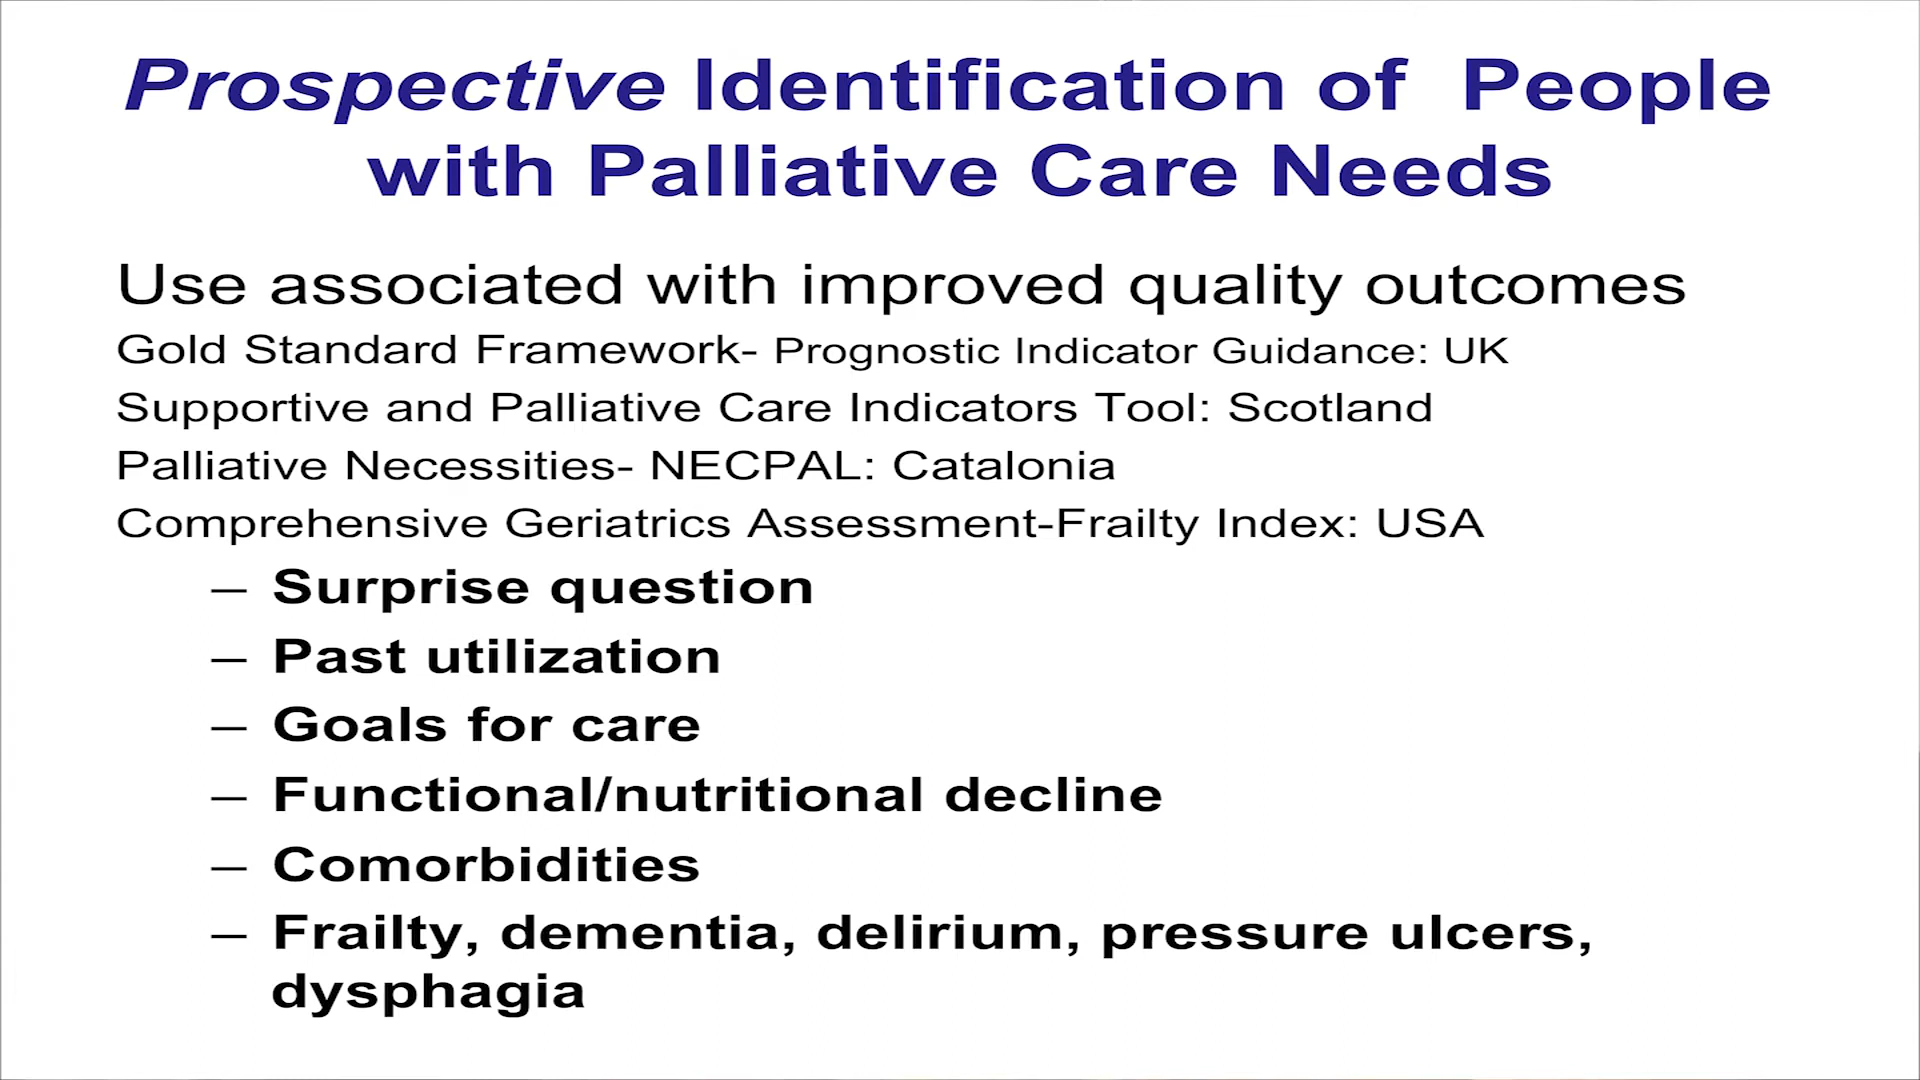 Prospective Identification of People
with Palliative Care Needs
Use associated with improved quality outcomes
Gold Standard Framework- Prognostic Indicator Guidance: UK
Supportive and Palliative Care Indicators Tool: Scotland
Palliative Necessities- NECPAL: Catalonia
Comprehensive Geriatrics Assessment-Frailty Index: USA
– Surprise question
– Past utilization
– Goals for care
– Functional/nutritional decline
– Comorbidities
– Frailty, dementia, delirium, pressure ulcers,
dysphagia